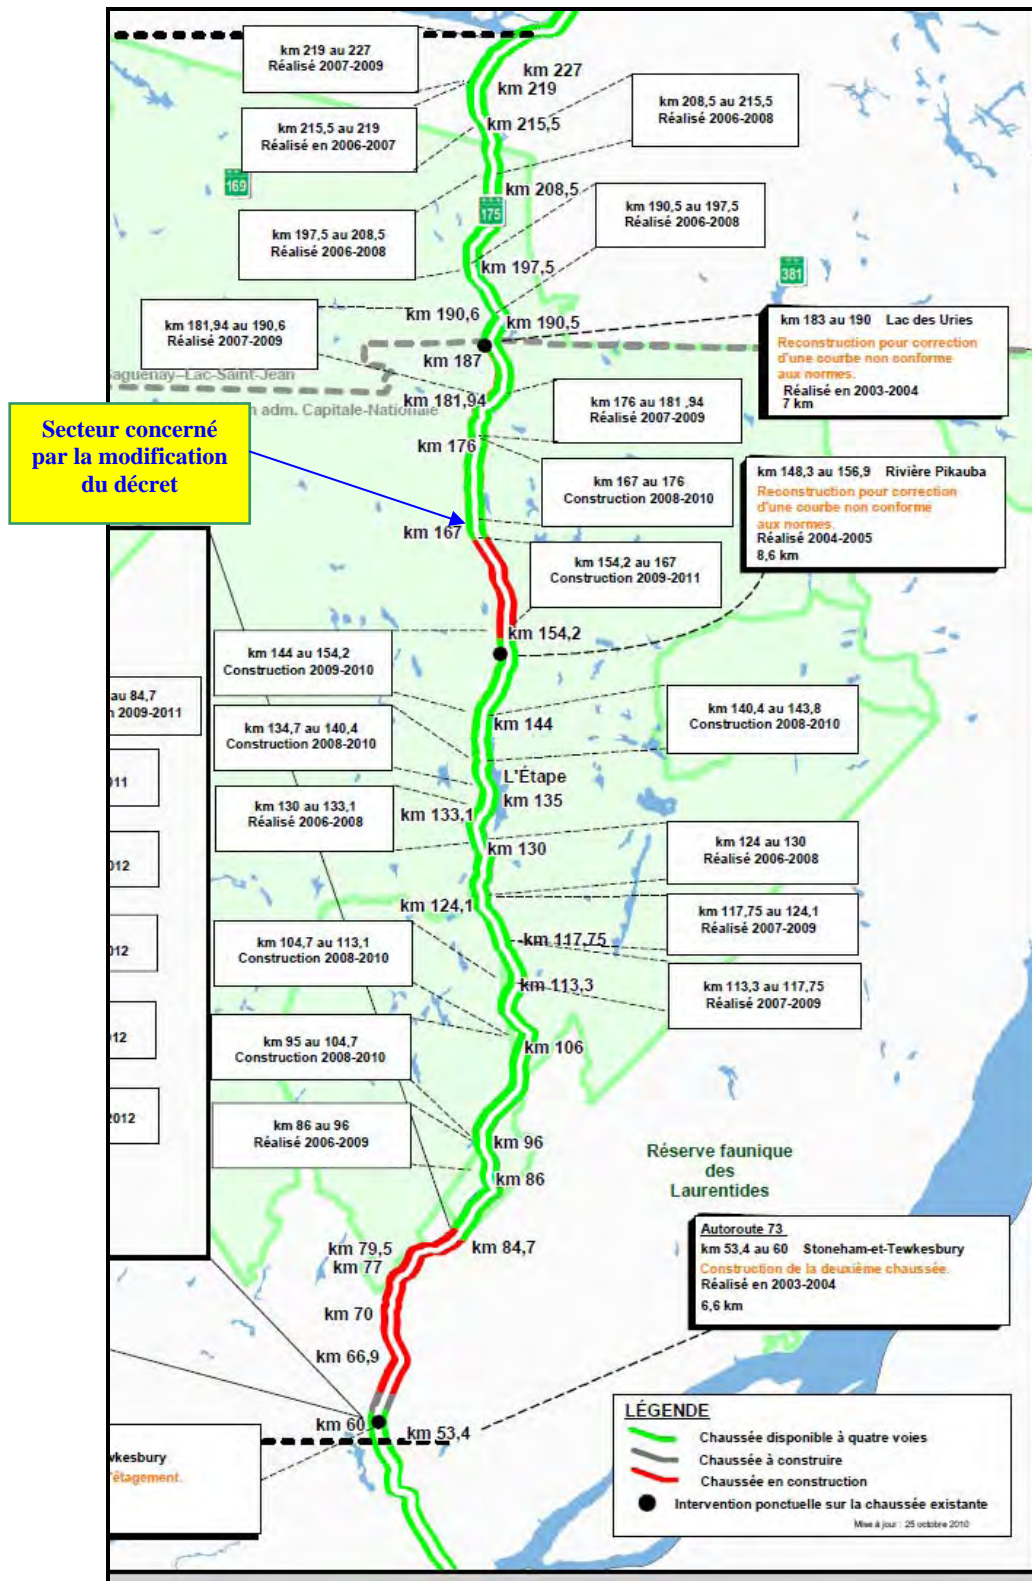 km 219 au 227
Réalisé 2007-2009
km 227
km 219
km 208,5 au 215,5
Réalisé 2006-2008
km 215,5 au 219
Réalisé en 2006-2007
km 215,5
169
km 208,5
175
km 190,5 au 197,5
Réalisé 2006-2008
km 197,5 au 208,5
Réalisé 2006-2008
km 197,5
381
km 181,94 au 190,6
Réalisé 2007-2009
km 190,6
km 190,5
km 183 au 190 Lac des Uries
Reconstruction pour correction
d'une courbe non conforme
aux normes.
Réalisé en 2003-2004
7 km
km 187
aguenay–Lac-Saint-Jean
n adm. Capitale-Nationale
km 181,94
km 176 au 181 ,94
Réalisé 2007-2009
Secteur concerné
par la modification
du décret
km 176
km 167 au 176
Construction 2008-2010
km 148,3 au 156,9 Rivière Pikauba
Reconstruction pour correction
d'une courbe non conforme
aux normes.
Réalisé 2004-2005
8,6 km
km 167
km 154,2 au 167
Construction 2009-2011
km 154,2
km 144 au 154,2
Construction 2009-2010
au 84,7
n 2009-2011
km 144
km 140,4 au 143,8
Construction 2008-2010
km 134,7 au 140,4
Construction 2008-2010
011
L'Étape
km 135
km 130 au 133,1
Réalisé 2006-2008
km 133,1
km 130
km 124 au 130
Réalisé 2006-2008
012
km 124,1
km 117,75 au 124,1
Réalisé 2007-2009
km 104,7 au 113,1
Construction 2008-2010
km 117,75
012
km 113,3
km 113,3 au 117,75
Réalisé 2007-2009
km 95 au 104,7
Construction 2008-2010
km 106
012
km 86 au 96
Réalisé 2006-2009
2012
km 96
km 86
Réserve faunique
des
Laurentides
Autoroute 73
km 53,4 au 60 Stoneham-et-Tewkesbury
Construction de la deuxième chaussée.
Réalisé en 2003-2004
6,6 km
km 79,5
km 77
km 84,7
km 70
km 66,9
km 60
km 53,4
wkesbury
'étagement.
LÉGENDE
Chaussée disponible à quatre voies
Chaussée à construire
Chaussée en construction
Intervention ponctuelle sur la chaussée existante
Mise à jour : 25 octobre 2010